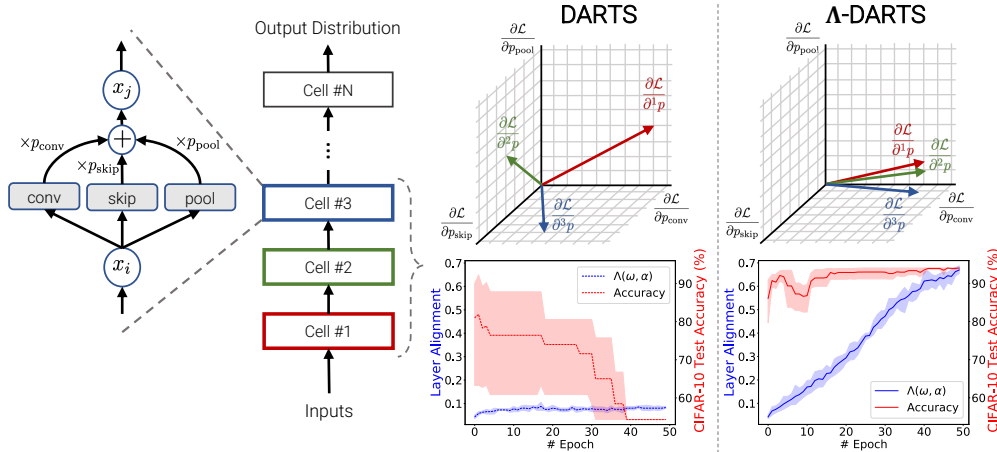 Output Distribution
Cell #N
Cell #3
Cell #2
Cell #1
Inputs
x_j
+
×p_conv
×p_skip
×p_pool
conv
skip
pool
x_i
DARTS
∂ℒ/∂p_pool
∂ℒ/∂¹p
∂ℒ/∂²p
∂ℒ/∂³p
∂ℒ/∂p_skip
∂ℒ/∂p_conv
Λ-DARTS
∂ℒ/∂p_pool
∂ℒ/∂¹p
∂ℒ/∂²p
∂ℒ/∂³p
∂ℒ/∂p_skip
∂ℒ/∂p_conv
Layer Alignment
0.7
0.6
0.5
0.4
0.3
0.2
0.1
Λ(ω, α)
Accuracy
90
80
70
60
CIFAR-10 Test Accuracy (%)
0 10 20 30 40 50
# Epoch
Layer Alignment
0.7
0.6
0.5
0.4
0.3
0.2
0.1
Λ(ω, α)
Accuracy
90
80
70
60
CIFAR-10 Test Accuracy (%)
0 10 20 30 40 50
# Epoch